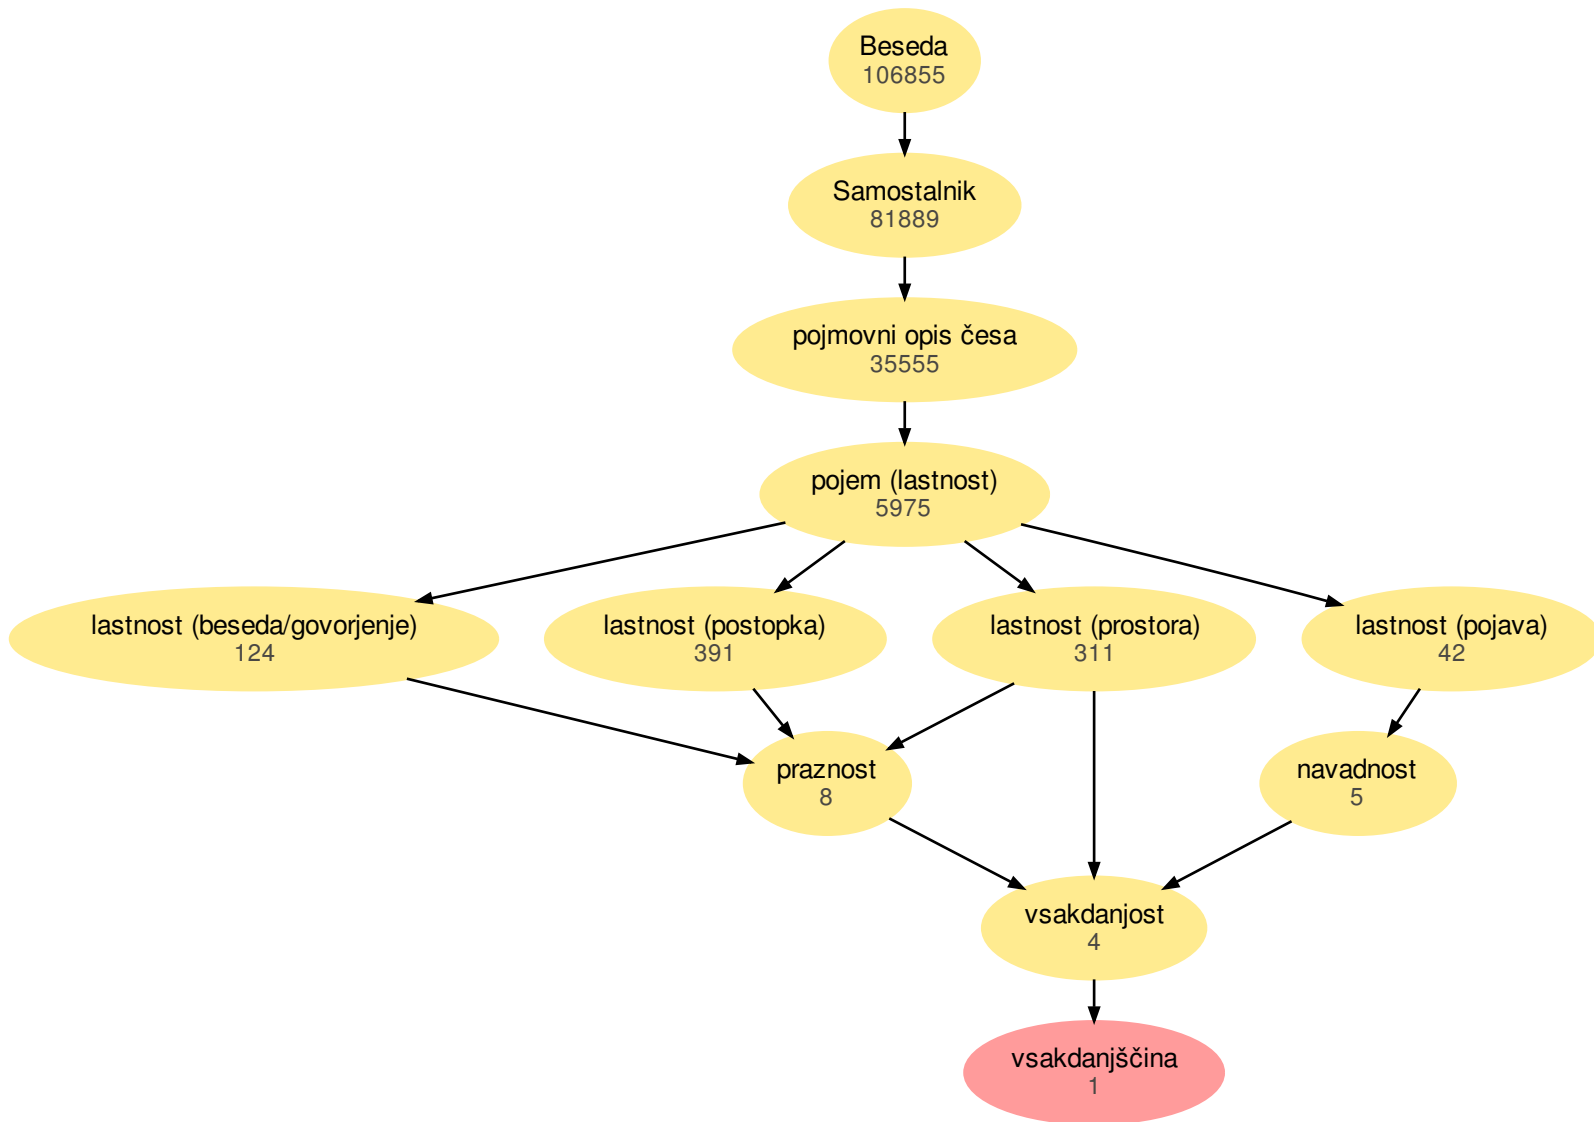 Beseda
106855
Samostalnik
81889
pojmovni opis česa
35555
pojem (lastnost)
5975
lastnost (beseda/govorjenje)
124
lastnost (postopka)
391
lastnost (prostora)
311
lastnost (pojava)
42
praznost
8
navadnost
5
vsakdanjost
4
vsakdanjščina
1